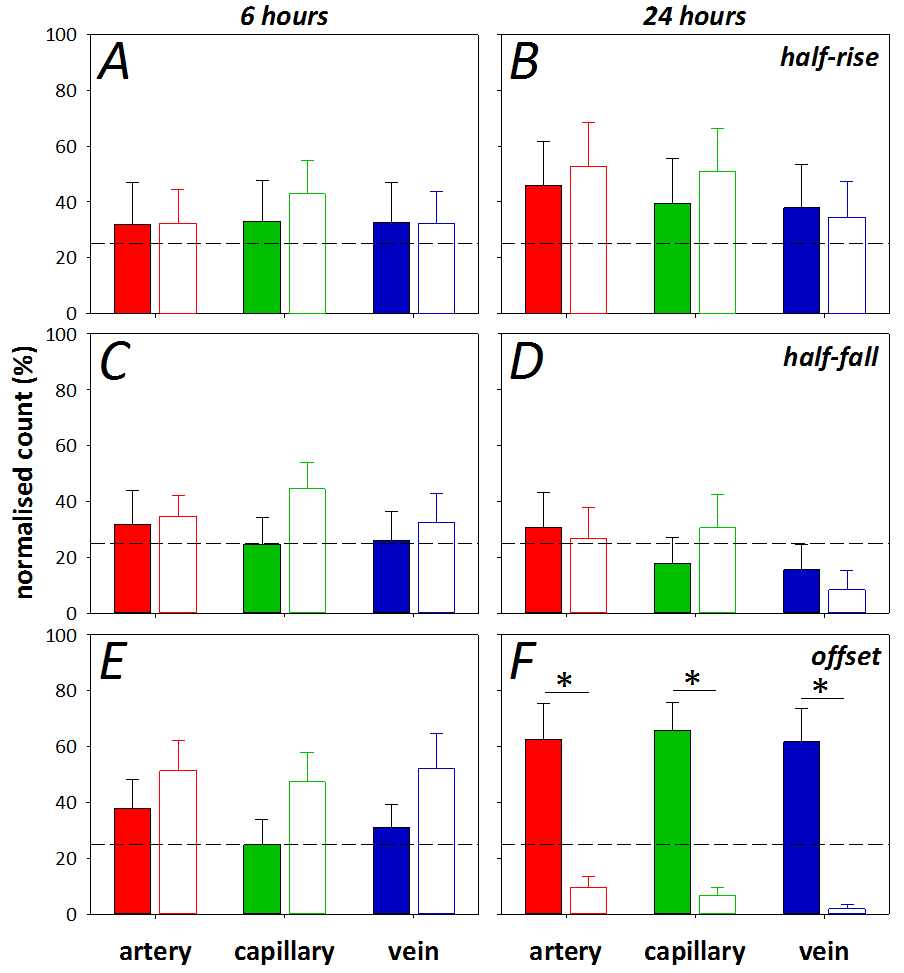 6 hours 24 hours
100 A B half-rise
80
60
40
20
0
100 C D half-fall
80
60
40
20
0
100 E F offset
80 * * *
60
40
20
0
normalised count (%)
artery capillary vein artery capillary vein